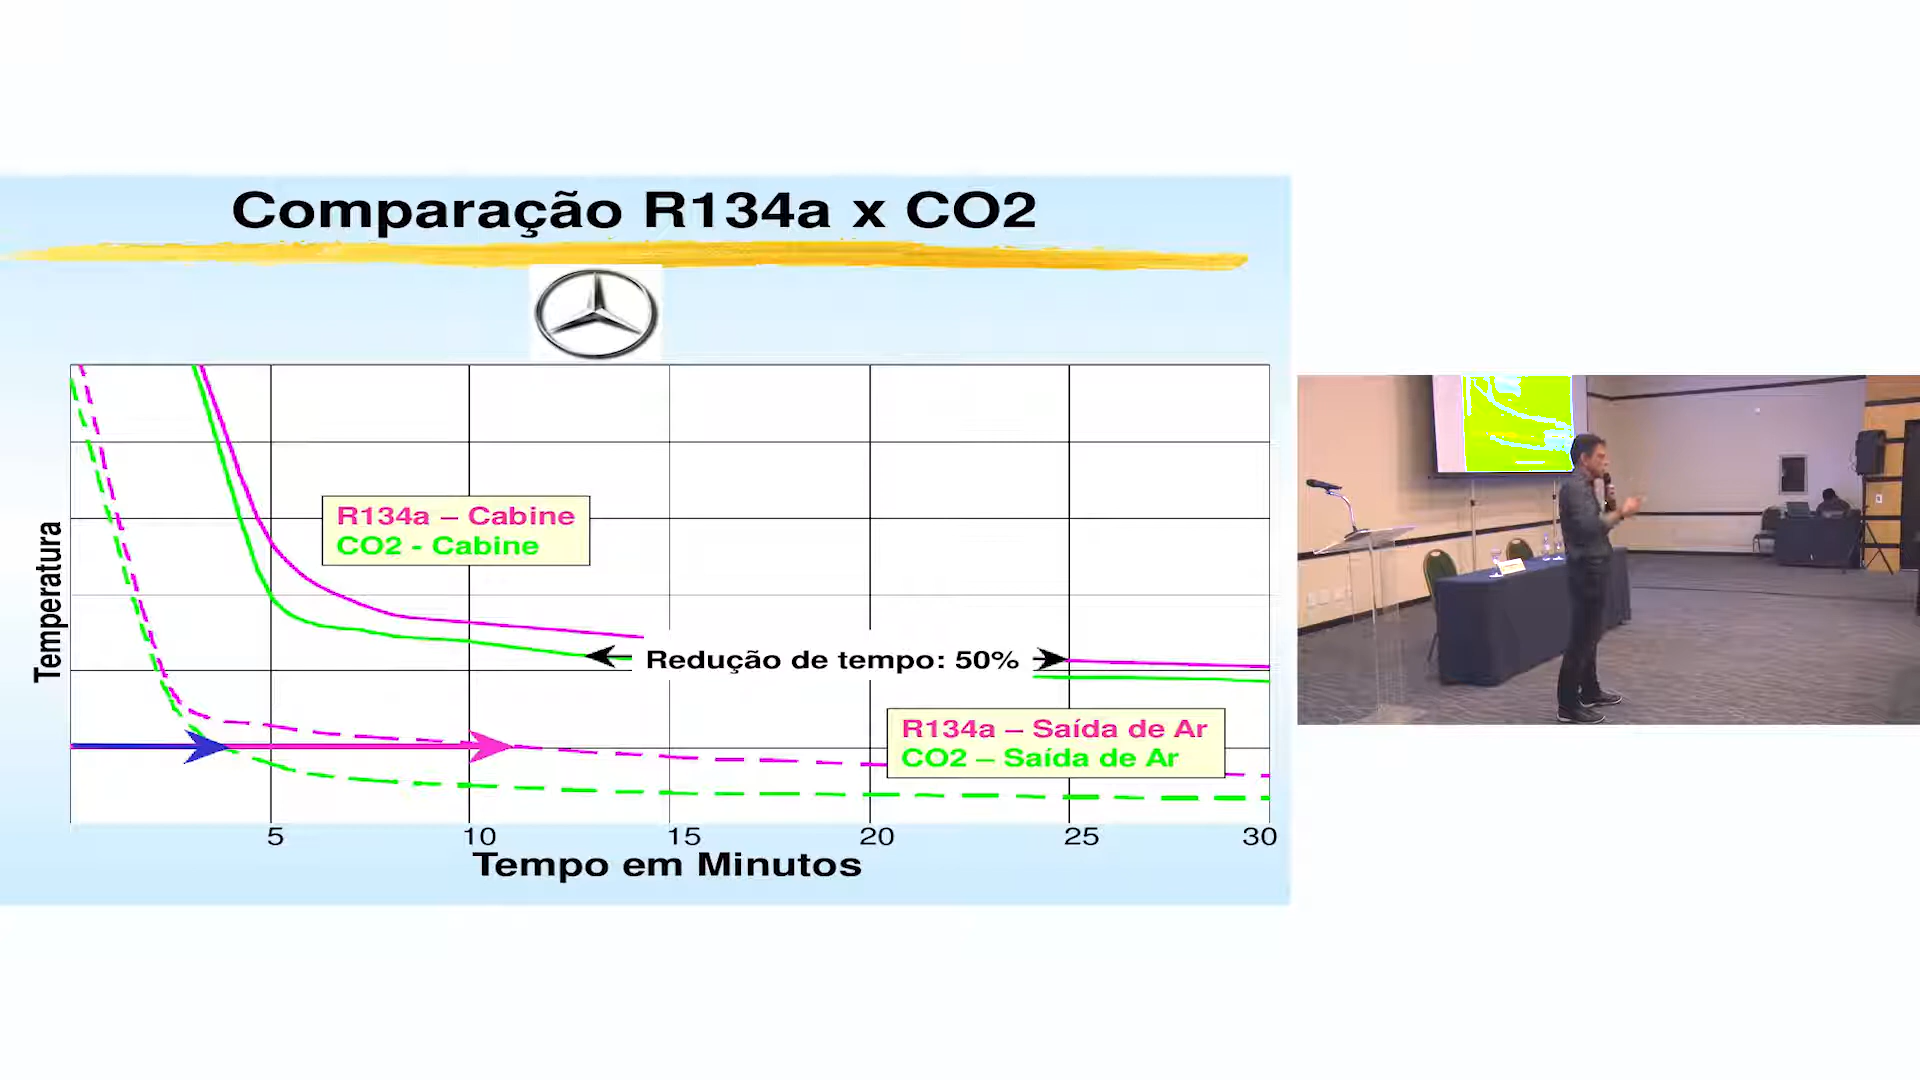 Comparação R134a x CO2
R134a – Cabine
CO2 - Cabine
Temperatura
Redução de tempo: 50%
R134a – Saída de Ar
CO2 – Saída de Ar
5 10 15 20 25 30
Tempo em Minutos